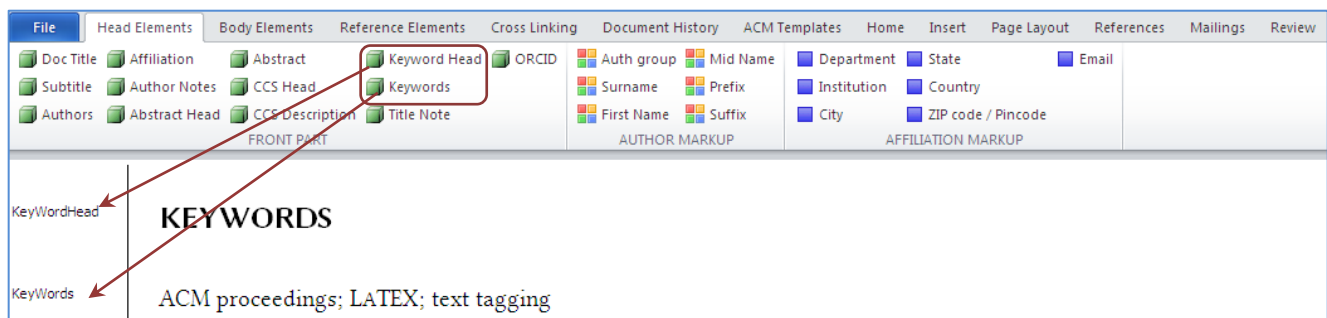 File Head Elements Body Elements Reference Elements Cross Linking Document History ACM Templates Home Insert Page Layout References Mailings Review
Doc Title Affiliation Abstract Keyword Head ORCID Auth group Mid Name Department State Email
Subtitle Author Notes CCS Head Keywords Surname Prefix Institution Country
Authors Abstract Head CCS Description Title Note First Name Suffix City ZIP code / Pincode
FRONT PART AUTHOR MARKUP AFFILIATION MARKUP
KeyWordHead KEYWORDS
KeyWords ACM proceedings; LATEX; text tagging